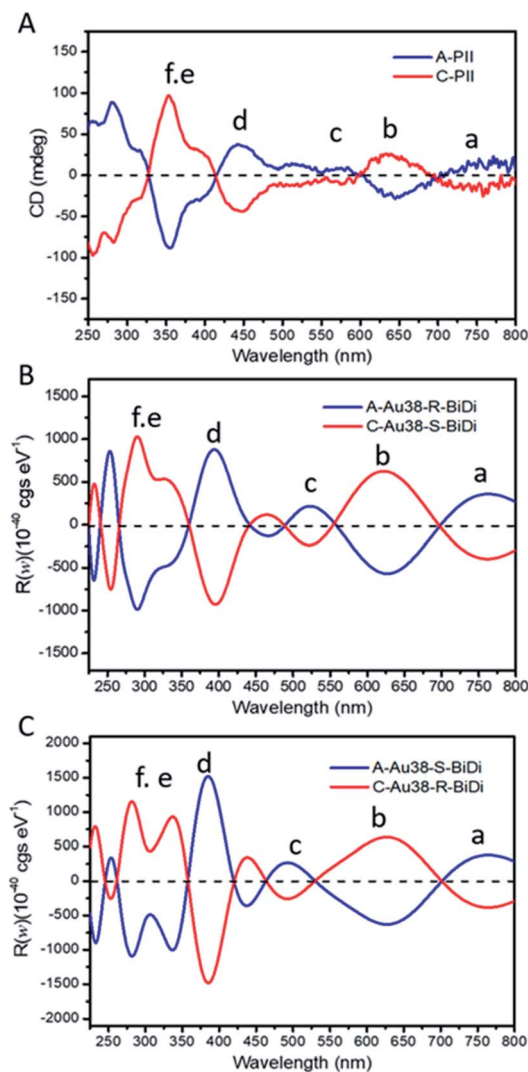 A
A-PII
C-PII
f.e
d
c
b
a
CD (mdeg)
150
100
50
0
-50
-100
-150
250 300 350 400 450 500 550 600 650 700 750 800
Wavelength (nm)
B
A-Au38-R-BiDi
C-Au38-S-BiDi
f.e
d
c
b
a
R(w)(10⁻⁴⁰ cgs eV⁻¹)
1500
1000
500
0
-500
-1000
-1500
250 300 350 400 450 500 550 600 650 700 750 800
Wavelength (nm)
C
A-Au38-S-BiDi
C-Au38-R-BiDi
f. e
d
c
b
a
R(w)(10⁻⁴⁰ cgs eV⁻¹)
2000
1500
1000
500
0
-500
-1000
-1500
-2000
250 300 350 400 450 500 550 600 650 700 750 800
Wavelength (nm)